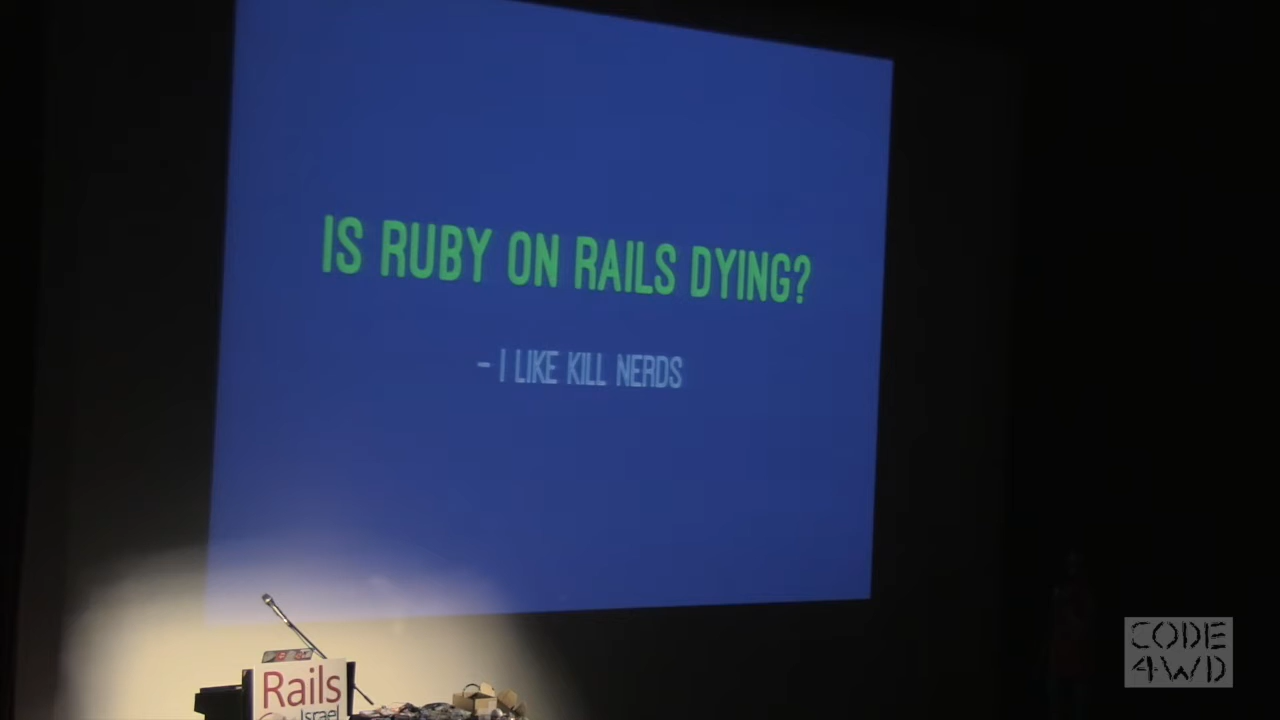 IS RUBY ON RAILS DYING?
- I LIKE KILL NERDS
Rails
Israel
CODE
4WD